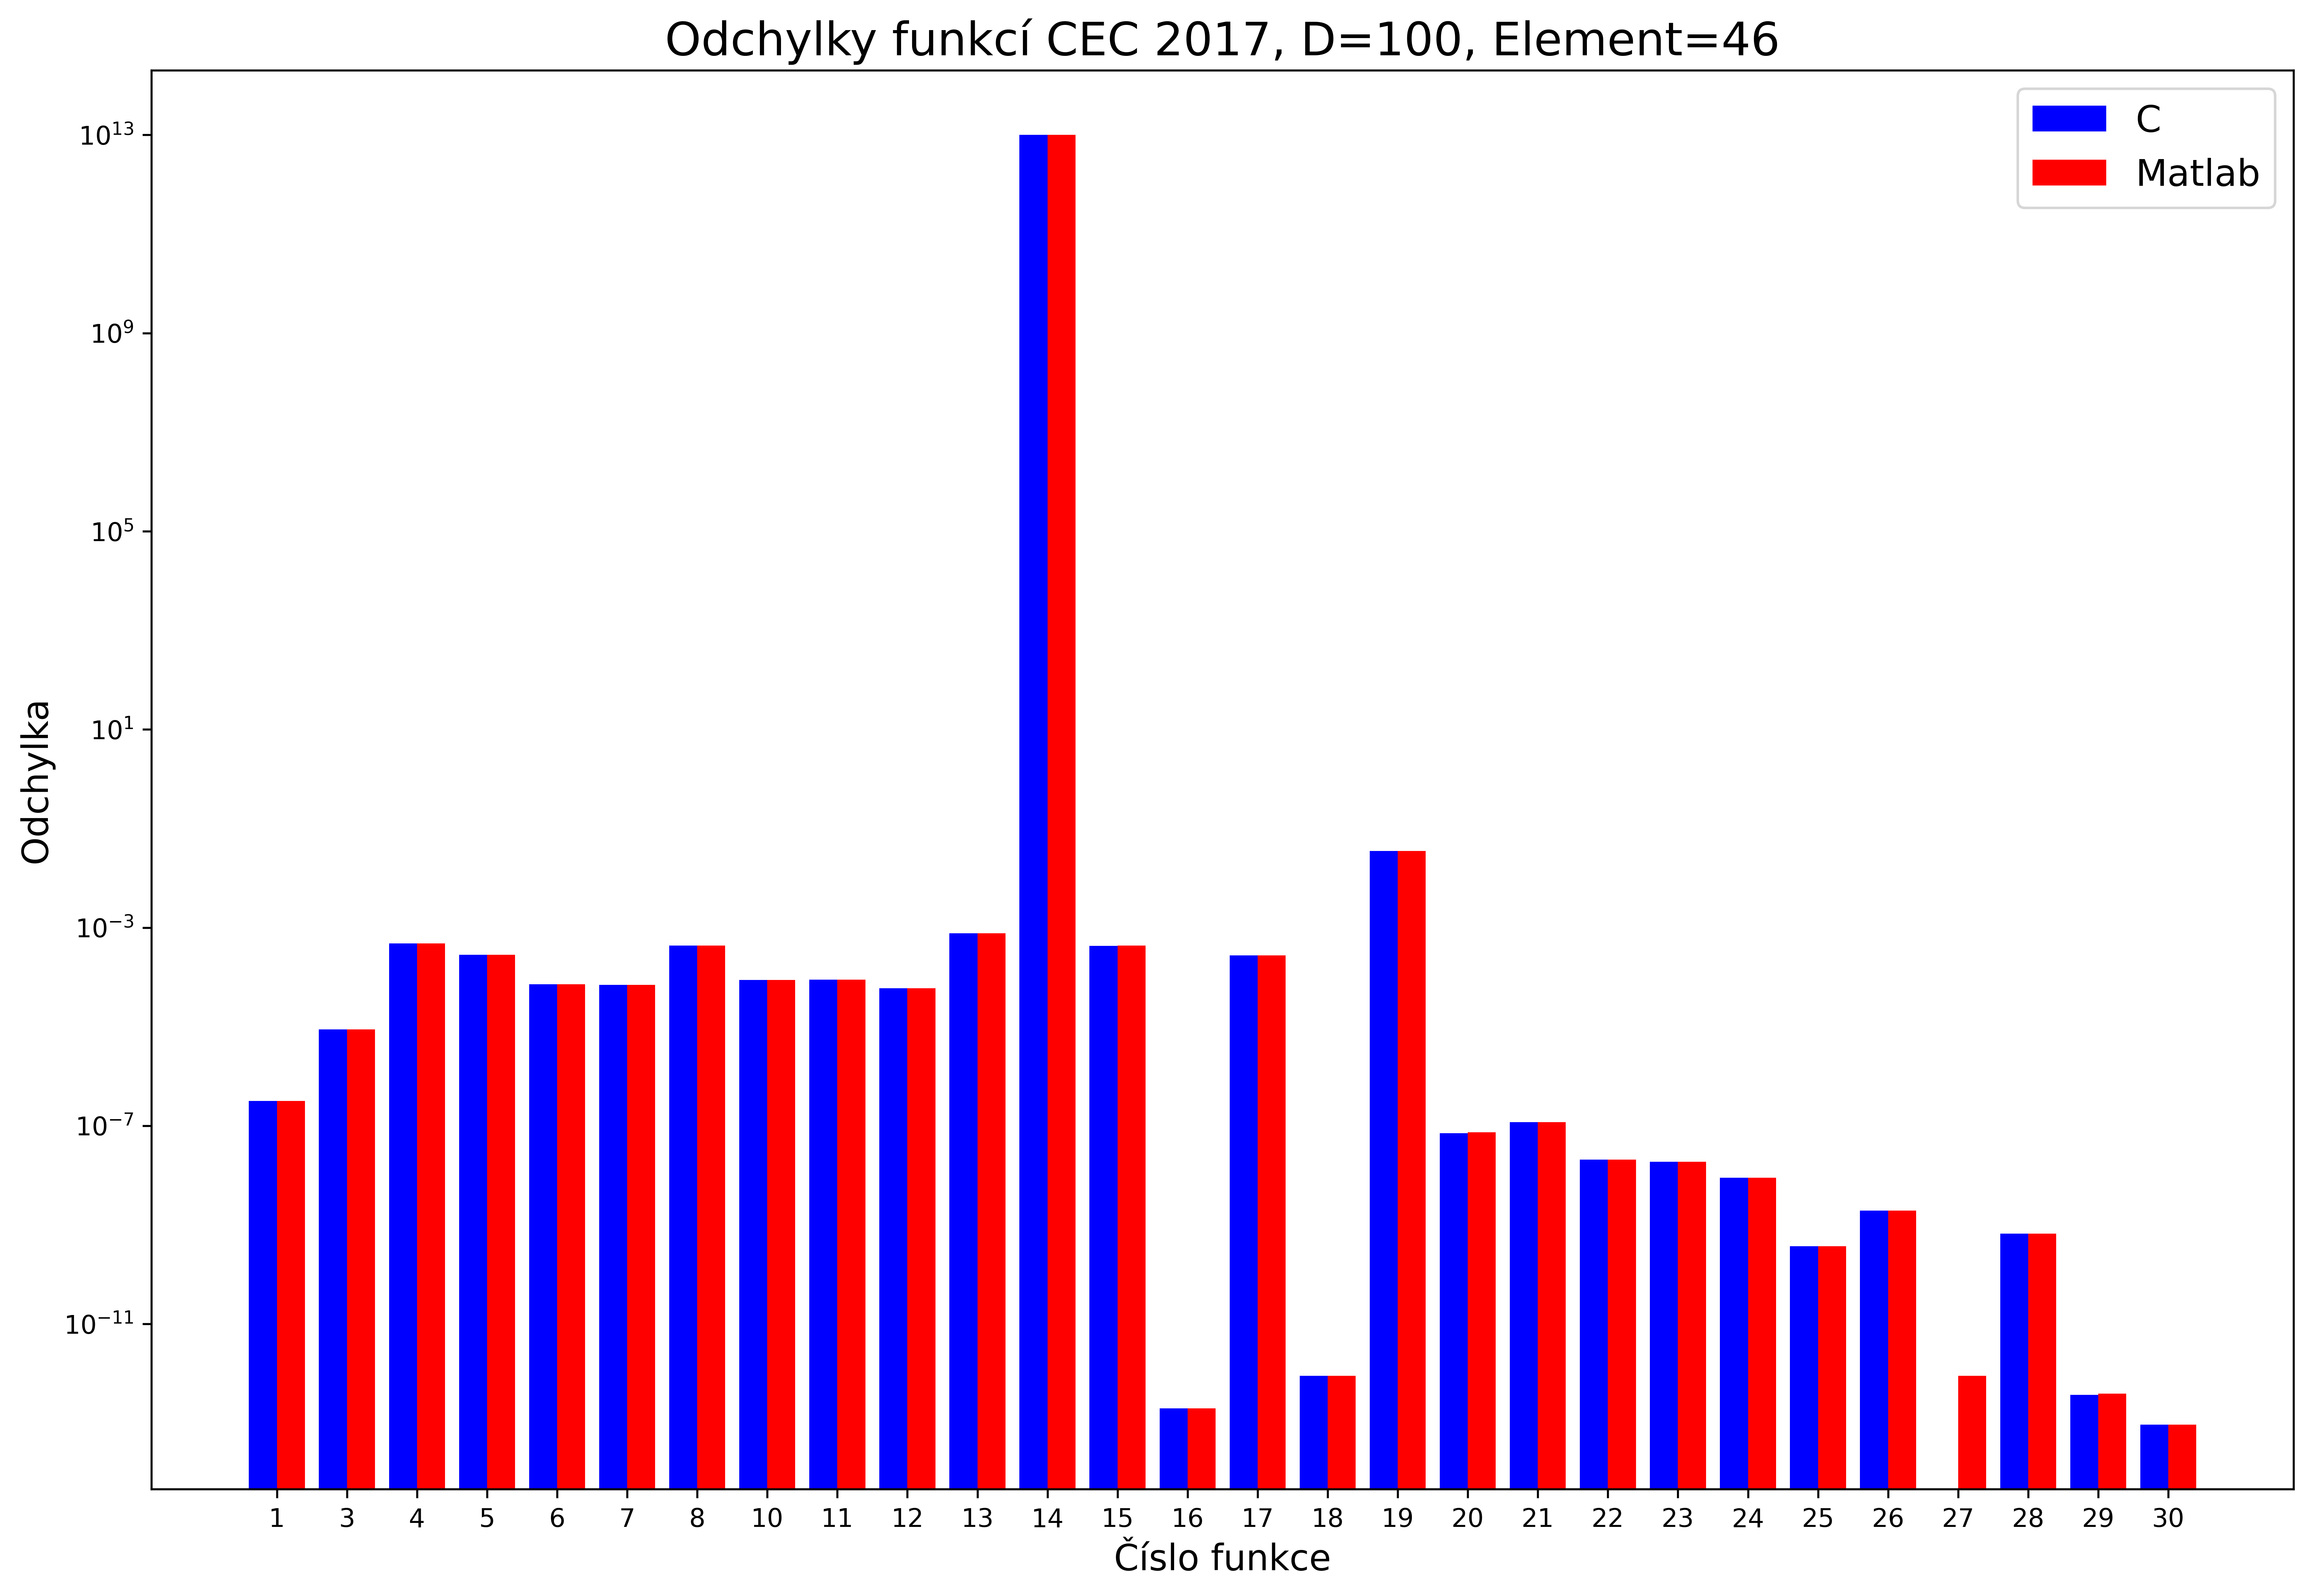 Odchylky funkcí CEC 2017, D=100, Element=46
C
Matlab
Odchylka
10¹³
10⁹
10⁵
10¹
10⁻³
10⁻⁷
10⁻¹¹
1 3 4 5 6 7 8 10 11 12 13 14 15 16 17 18 19 20 21 22 23 24 25 26 27 28 29 30
Číslo funkce